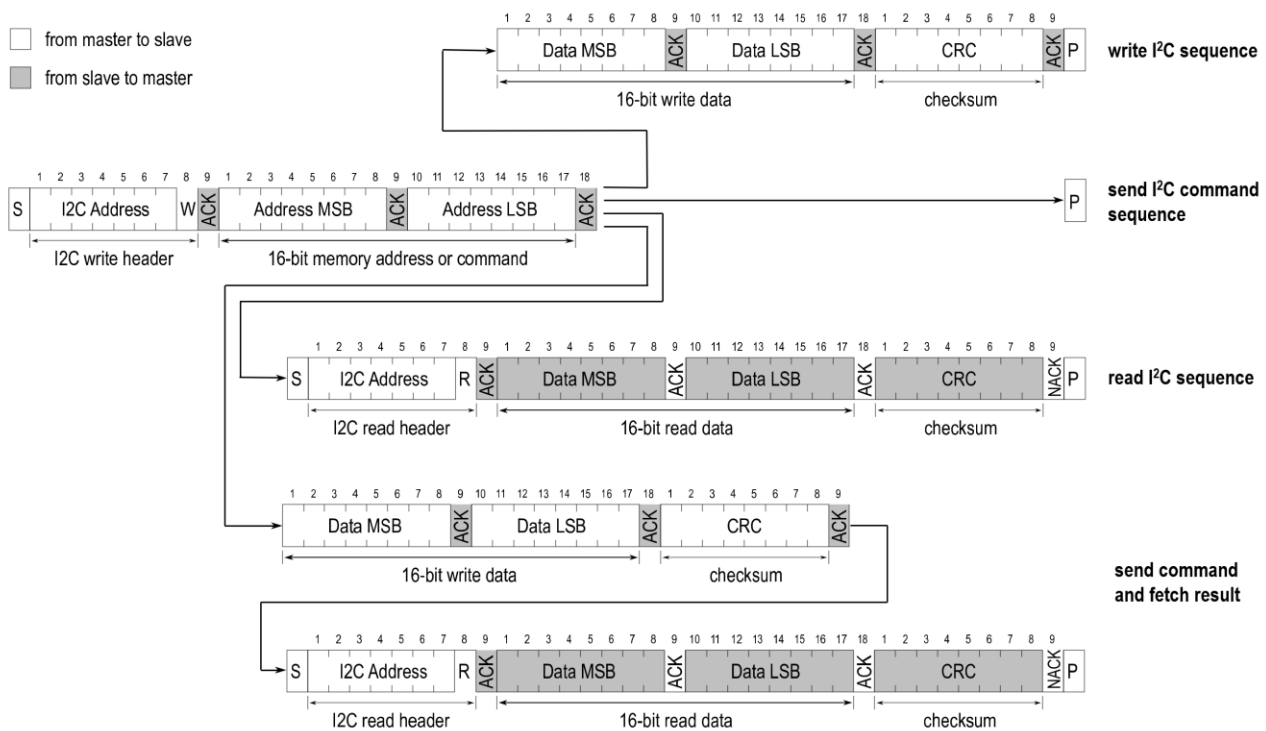 1 2 3 4 5 6 7 8 9 10 11 12 13 14 15 16 17 18 1 2 3 4 5 6 7 8 9
from master to slave
Data MSB ACK Data LSB ACK CRC ACK P
write I²C sequence
from slave to master
16-bit write data checksum
1 2 3 4 5 6 7 8 9 1 2 3 4 5 6 7 8 9 10 11 12 13 14 15 16 17 18
S I2C Address W ACK Address MSB ACK Address LSB ACK
P
send I²C command
sequence
I2C write header 16-bit memory address or command
1 2 3 4 5 6 7 8 9 1 2 3 4 5 6 7 8 9 10 11 12 13 14 15 16 17 18 1 2 3 4 5 6 7 8 9
S I2C Address R ACK Data MSB ACK Data LSB ACK CRC NACK P
read I²C sequence
I2C read header 16-bit read data checksum
1 2 3 4 5 6 7 8 9 10 11 12 13 14 15 16 17 18 1 2 3 4 5 6 7 8 9
Data MSB ACK Data LSB ACK CRC ACK
16-bit write data checksum
send command
and fetch result
1 2 3 4 5 6 7 8 9 1 2 3 4 5 6 7 8 9 10 11 12 13 14 15 16 17 18 1 2 3 4 5 6 7 8 9
S I2C Address R ACK Data MSB ACK Data LSB ACK CRC NACK P
I2C read header 16-bit read data checksum